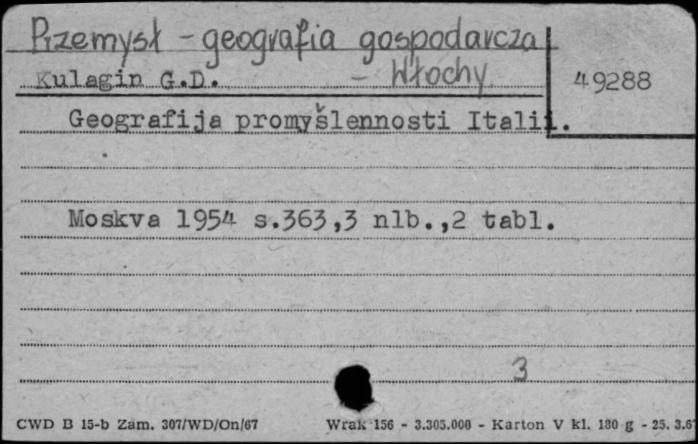 Przemysł - geografia gospodarcza
Kulagin G.D. - Włochy
49288
Geografija promyšlennosti Italii.
Moskva 1954 s.363,3 nlb.,2 tabl.
3
CWD B 15-b Zam. 307/WD/On/67 Wrak 156 - 3.305.000 - Karton V kl. 180 g - 25. 3.6